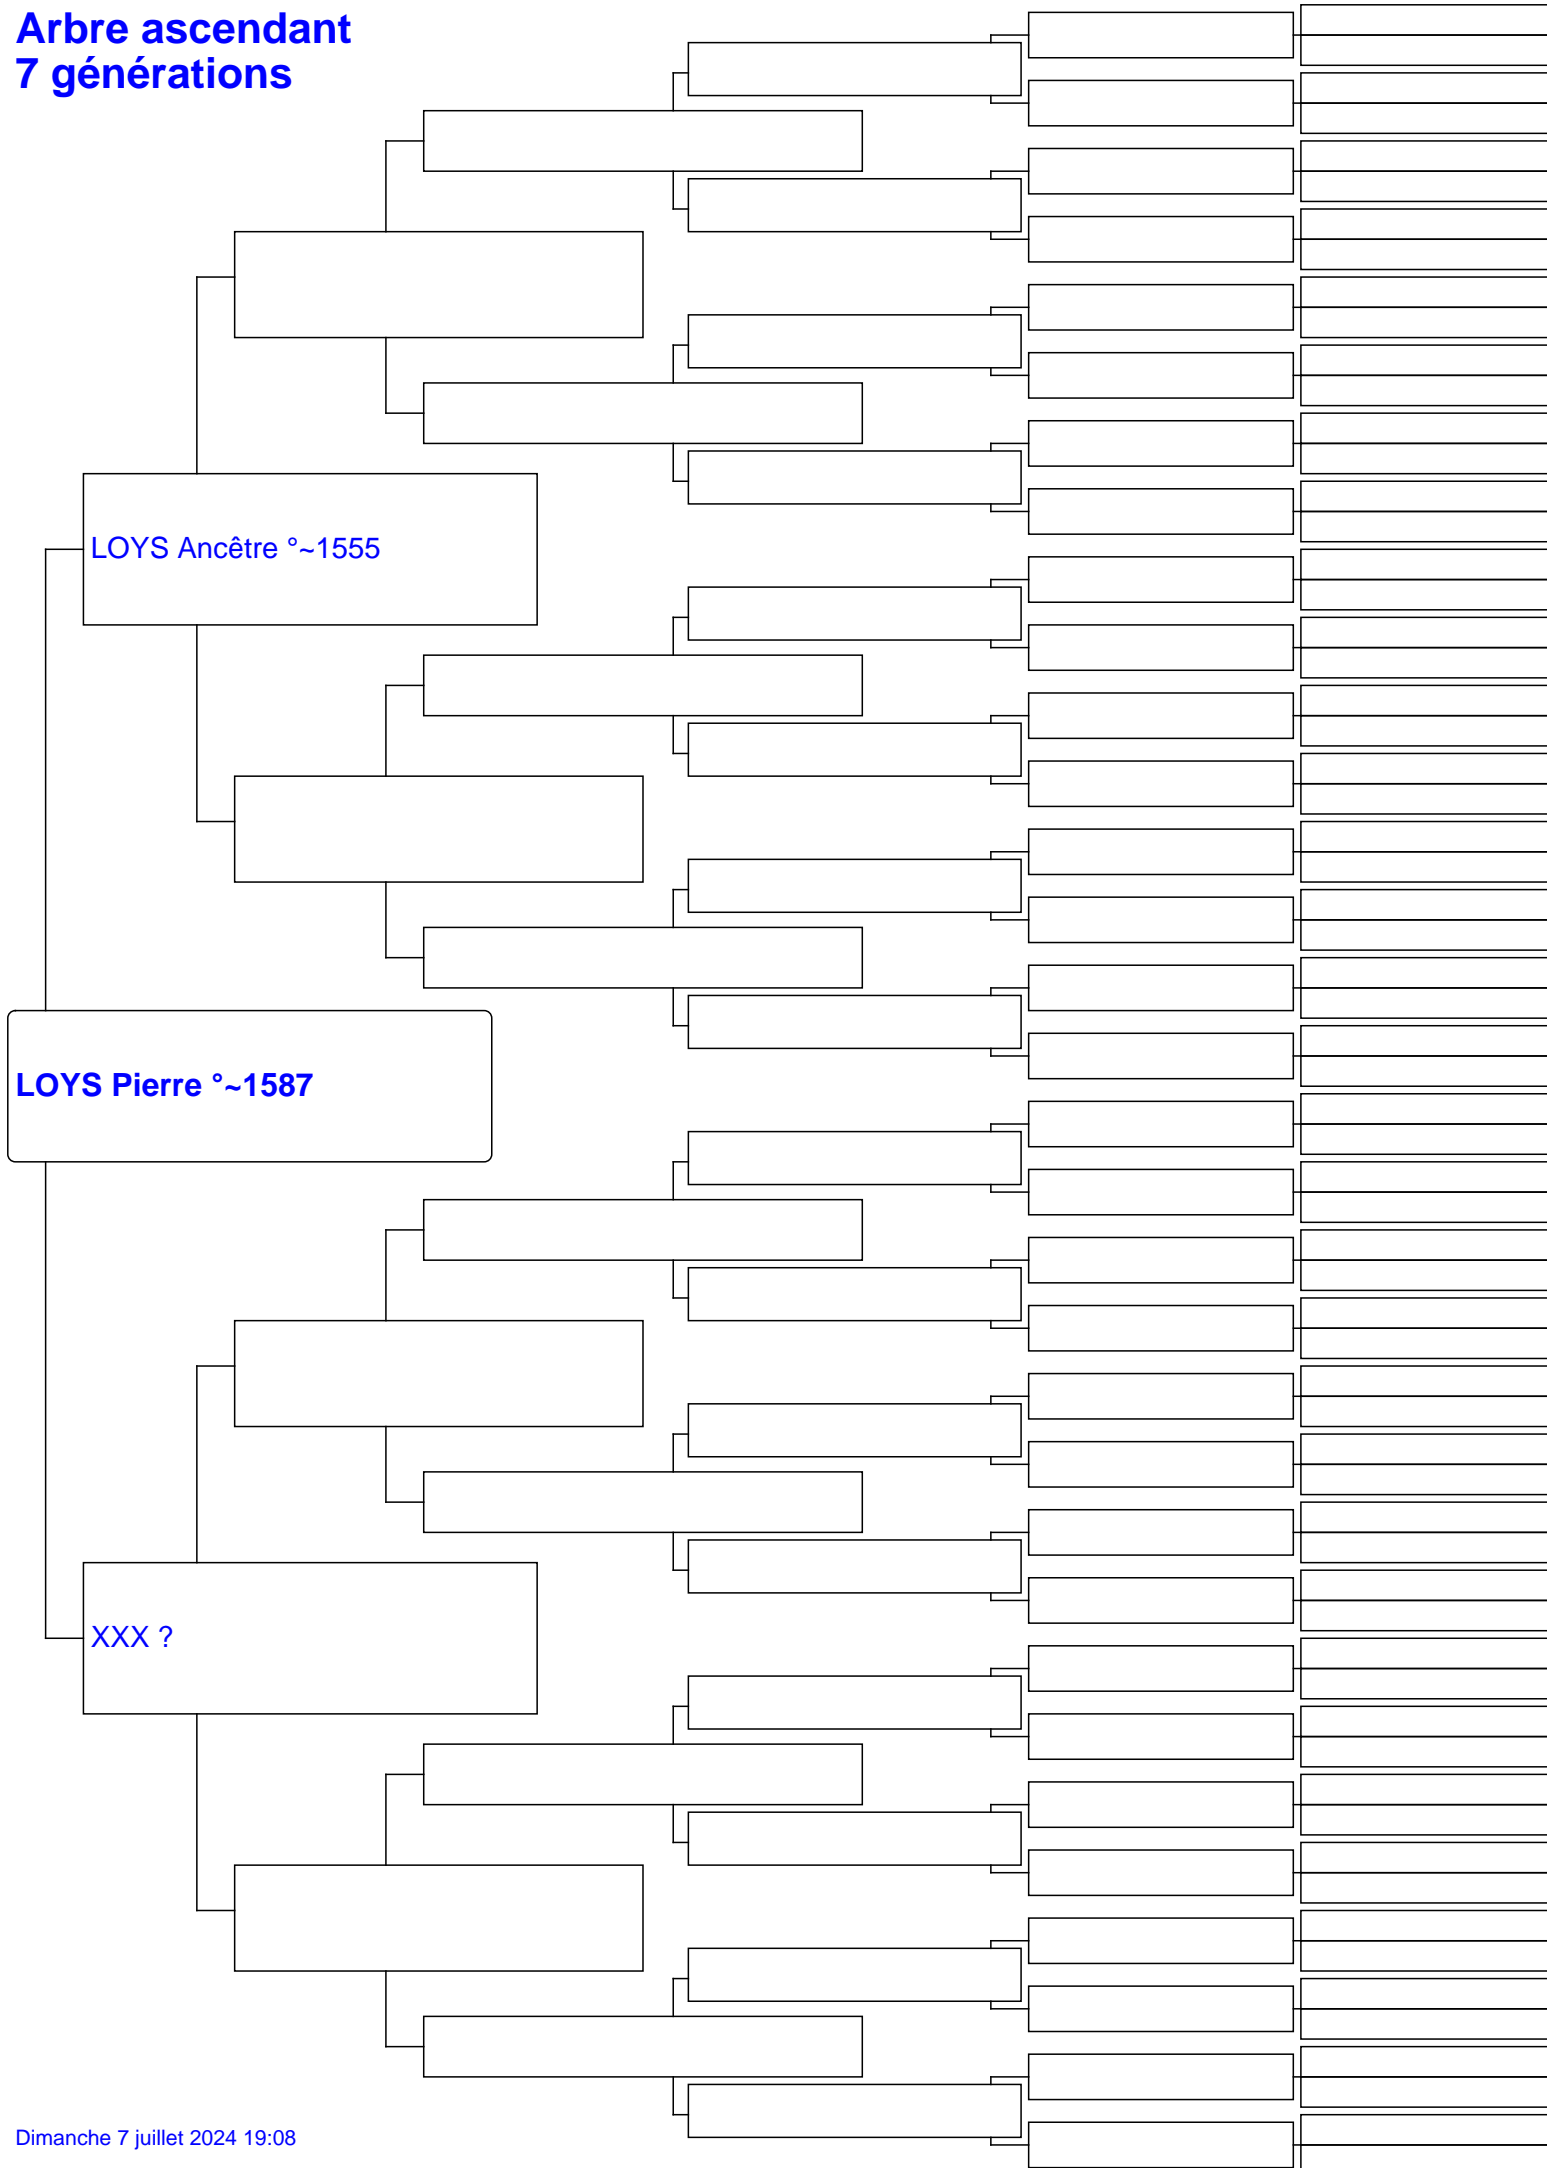 Arbre ascendant
7 générations
LOYS Ancêtre °~1555
LOYS Pierre °~1587
XXX ?
Dimanche 7 juillet 2024 19:08